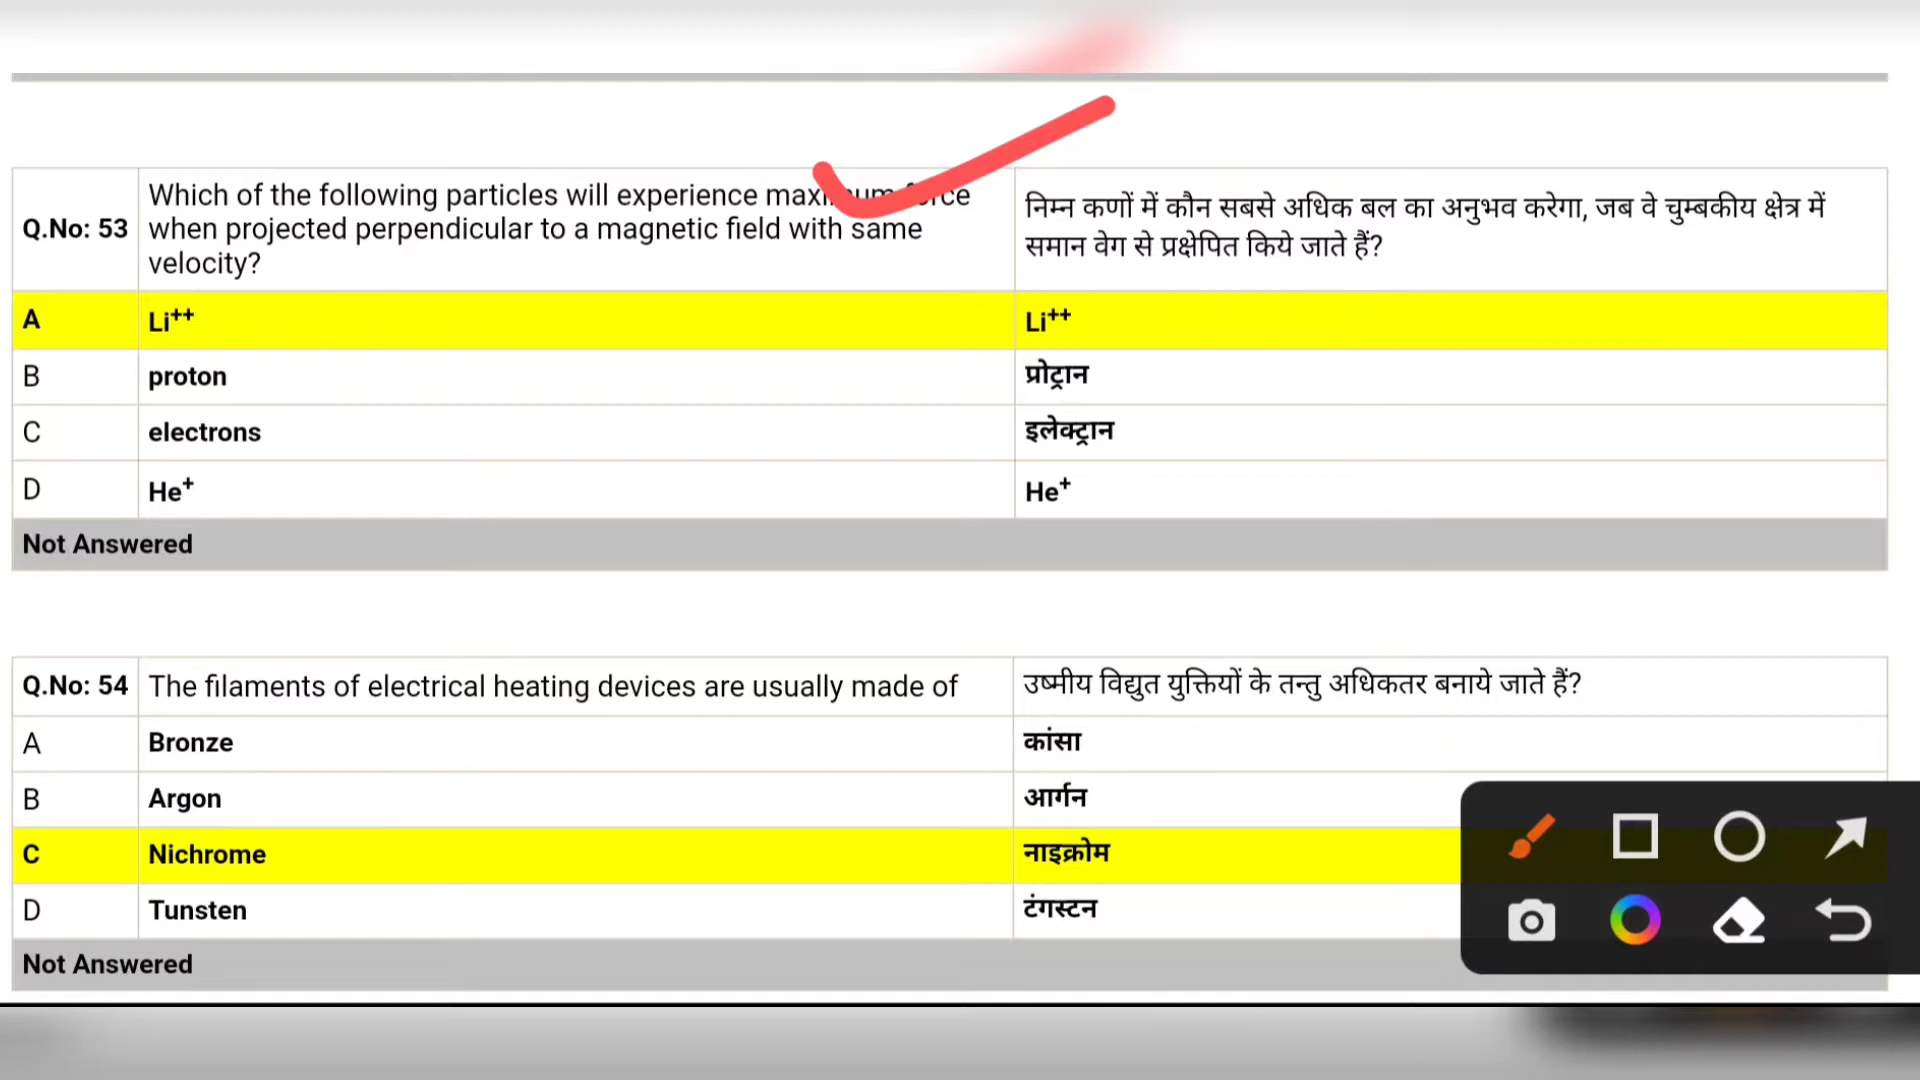 Which of the following particles will experience maximum force
Q.No: 53 when projected perpendicular to a magnetic field with same
velocity?
निम्न कणों में कौन सबसे अधिक बल का अनुभव करेगा, जब वे चुम्बकीय क्षेत्र में
समान वेग से प्रक्षेपित किये जाते हैं?
A Li++ Li++
B proton प्रोट्रान
C electrons इलेक्ट्रान
D He+ He+
Not Answered
Q.No: 54 The filaments of electrical heating devices are usually made of उष्मीय विद्युत युक्तियों के तन्तु अधिकतर बनाये जाते हैं?
A Bronze कांसा
B Argon आर्गन
C Nichrome नाइक्रोम
D Tunsten टंगस्टन
Not Answered